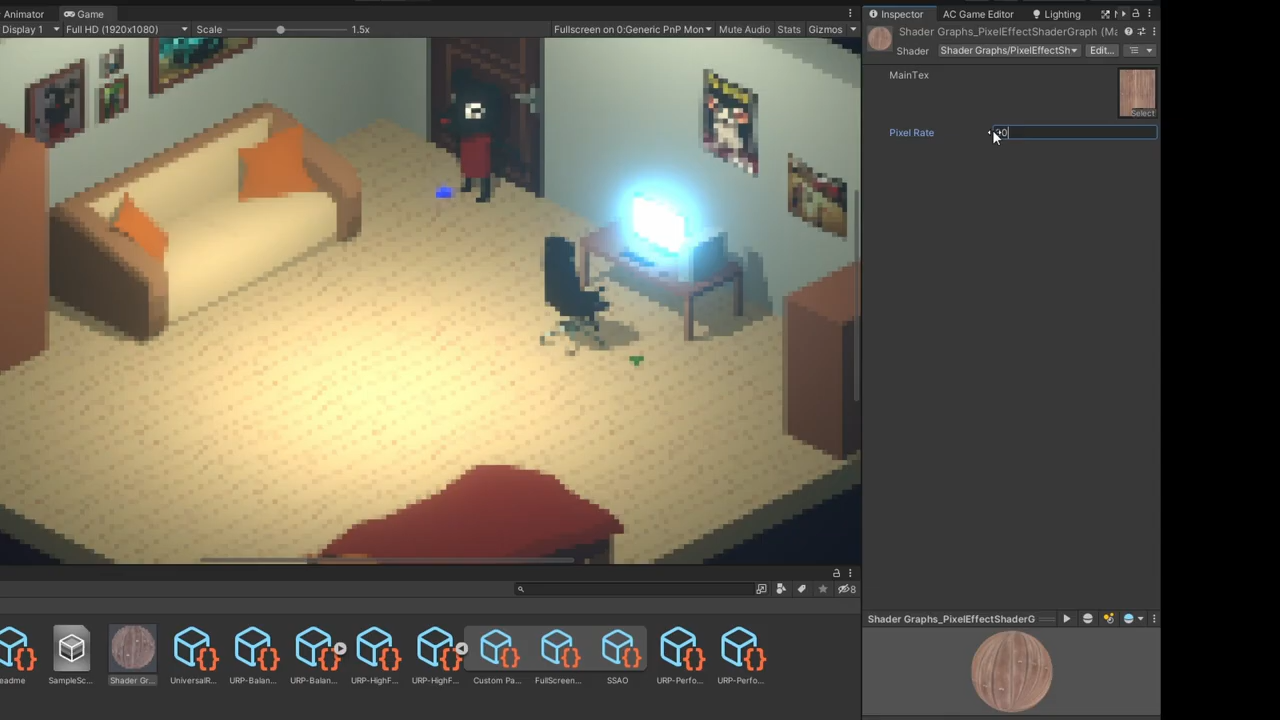 Animator
Game
Inspector
AC Game Editor
Lighting
Display 1
Full HD (1920x1080)
Scale
1.5x
Fullscreen on 0:Generic PnP Mon
Mute Audio
Stats
Gizmos
Shader Graphs_PixelEffectShaderGraph (Ma
Shader
Shader Graphs/PixelEffectSh
Edit...
MainTex
Select
Pixel Rate
8
eadme
SampleSc...
Shader Gr...
UniversalR...
URP-Balan...
URP-Balan...
URP-HighF...
URP-HighF...
Custom Pa...
FullScreen...
SSAO
URP-Perfo...
URP-Perfo...
Shader Graphs_PixelEffectShaderG